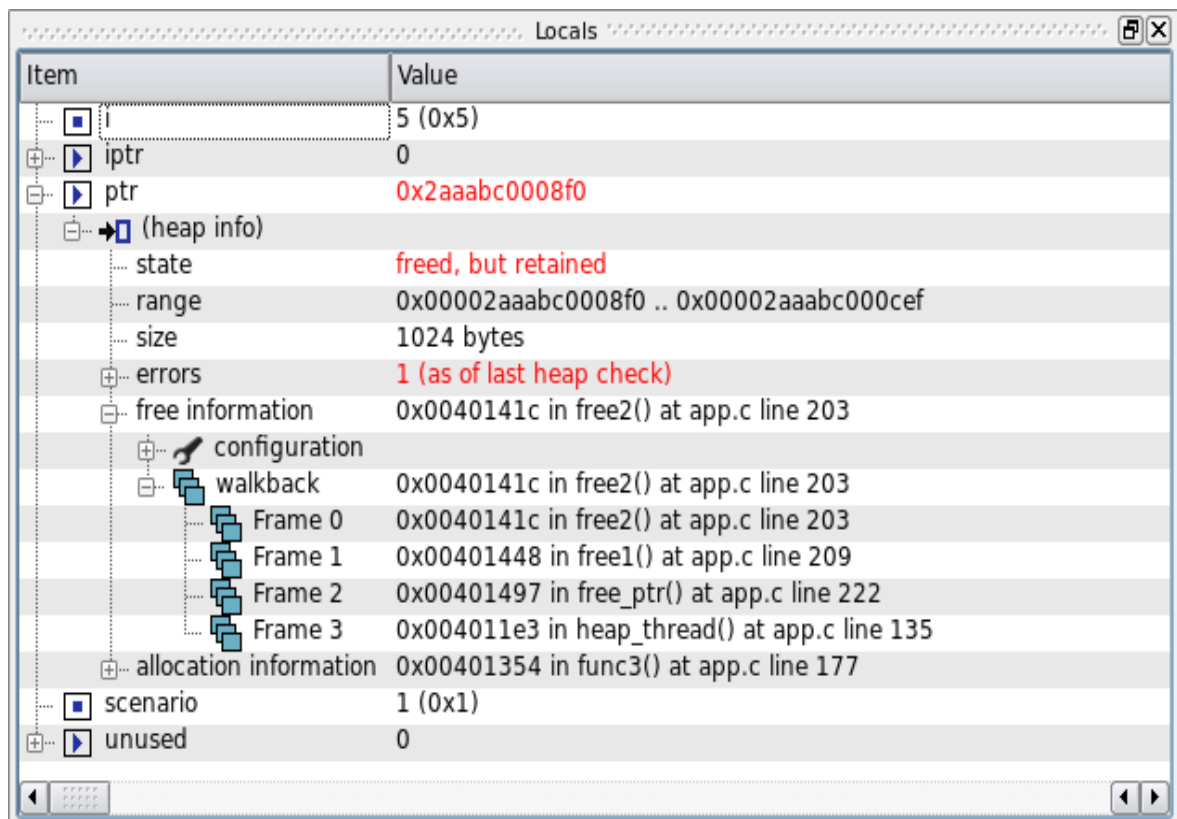 Locals
Item Value
i 5 (0x5)
iptr 0
ptr 0x2aaabc0008f0
(heap info)
state freed, but retained
range 0x00002aaabc0008f0 .. 0x00002aaabc000cef
size 1024 bytes
errors 1 (as of last heap check)
free information 0x0040141c in free2() at app.c line 203
configuration
walkback 0x0040141c in free2() at app.c line 203
Frame 0 0x0040141c in free2() at app.c line 203
Frame 1 0x00401448 in free1() at app.c line 209
Frame 2 0x00401497 in free_ptr() at app.c line 222
Frame 3 0x004011e3 in heap_thread() at app.c line 135
allocation information 0x00401354 in func3() at app.c line 177
scenario 1 (0x1)
unused 0